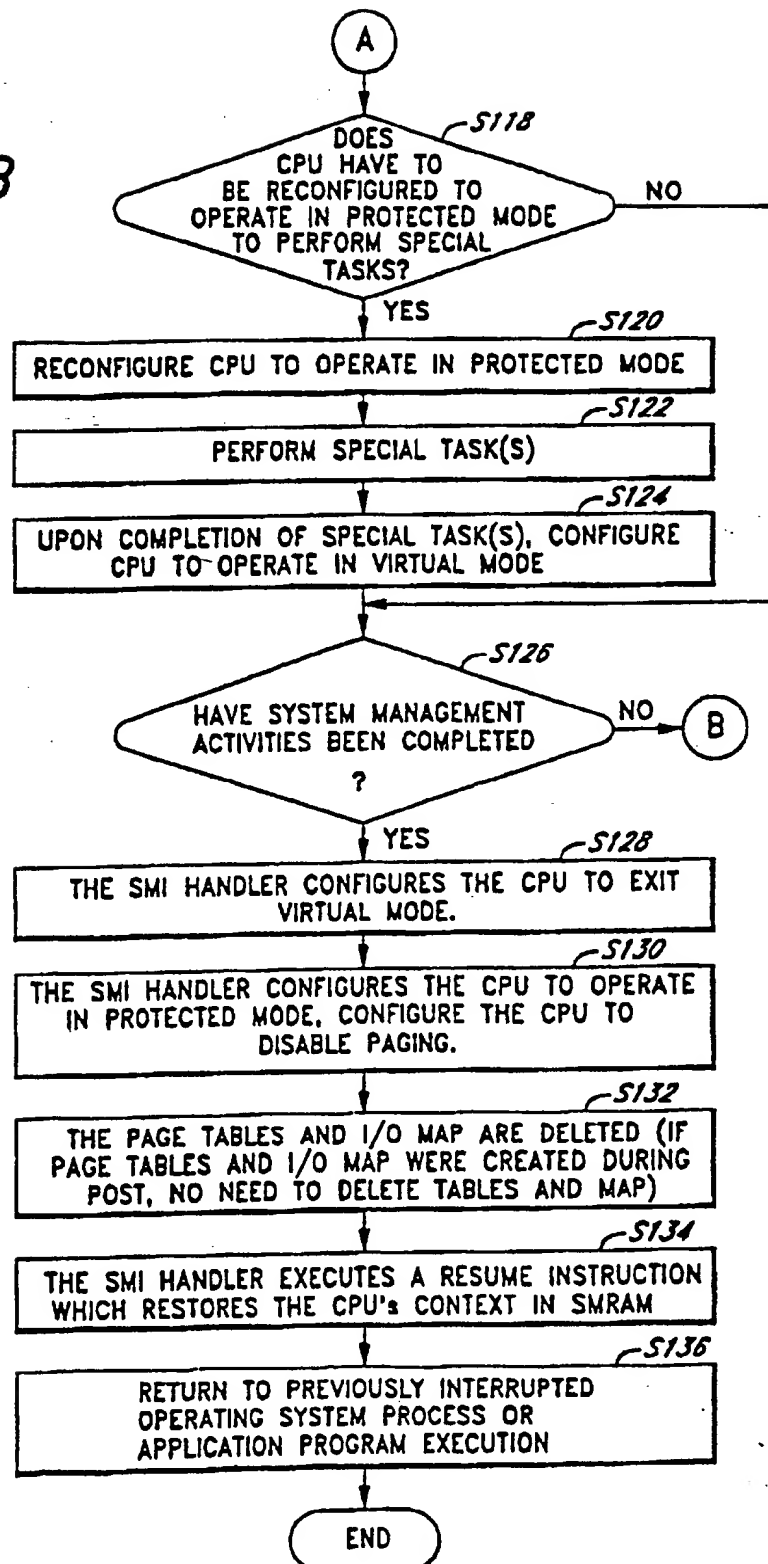 A
S118
DOES
CPU HAVE TO
BE RECONFIGURED TO
OPERATE IN PROTECTED MODE
TO PERFORM SPECIAL
TASKS?
NO
YES
S120
RECONFIGURE CPU TO OPERATE IN PROTECTED MODE
S122
PERFORM SPECIAL TASK(S)
S124
UPON COMPLETION OF SPECIAL TASK(S), CONFIGURE
CPU TO OPERATE IN VIRTUAL MODE
S126
HAVE SYSTEM MANAGEMENT
ACTIVITIES BEEN COMPLETED
?
NO
B
YES
S128
THE SMI HANDLER CONFIGURES THE CPU TO EXIT
VIRTUAL MODE.
S130
THE SMI HANDLER CONFIGURES THE CPU TO OPERATE
IN PROTECTED MODE, CONFIGURE THE CPU TO
DISABLE PAGING.
S132
THE PAGE TABLES AND I/O MAP ARE DELETED (IF
PAGE TABLES AND I/O MAP WERE CREATED DURING
POST, NO NEED TO DELETE TABLES AND MAP)
S134
THE SMI HANDLER EXECUTES A RESUME INSTRUCTION
WHICH RESTORES THE CPU's CONTEXT IN SMRAM
S136
RETURN TO PREVIOUSLY INTERRUPTED
OPERATING SYSTEM PROCESS OR
APPLICATION PROGRAM EXECUTION
END